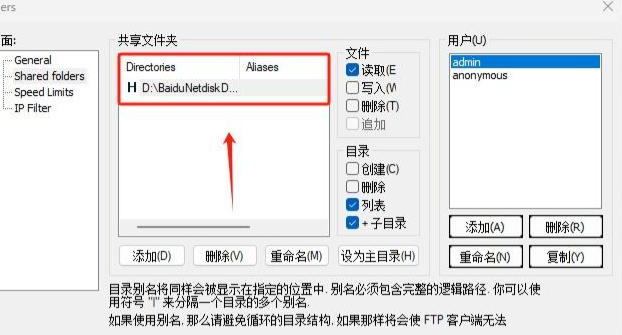 ers
面:
General
Shared folders
Speed Limits
IP Filter
共享文件夹
Directories Aliases
H D:\BaiduNetdiskD...
添加(D) 删除(V) 重命名(M) 设为主目录(H)
文件
读取(E
写入(W
删除(T)
追加
目录
创建(C)
删除
列表
+ 子目录
用户(U)
admin
anonymous
添加(A) 删除(R)
重命名(N) 复制(Y)
目录别名将同样会被显示在指定的位置中. 别名必须包含完整的逻辑路径. 你可以使
用符号 "|" 来分隔一个目录的多个别名.
如果使用别名, 那么请避免循环的目录结构, 如果那样将会使 FTP 客户端无法